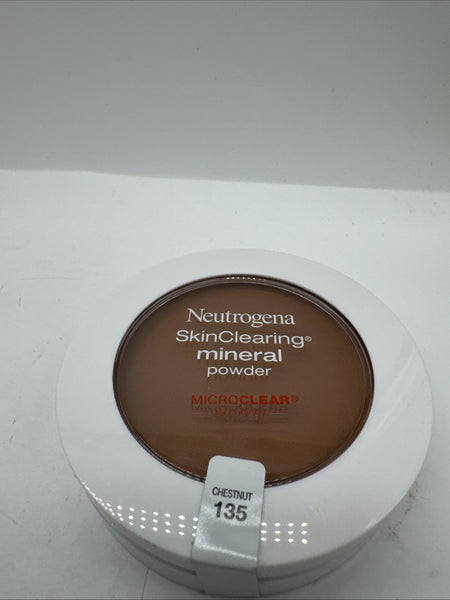 Neutrogena
SkinClearing®
mineral
powder
MICROCLEAR®
CHESTNUT
135